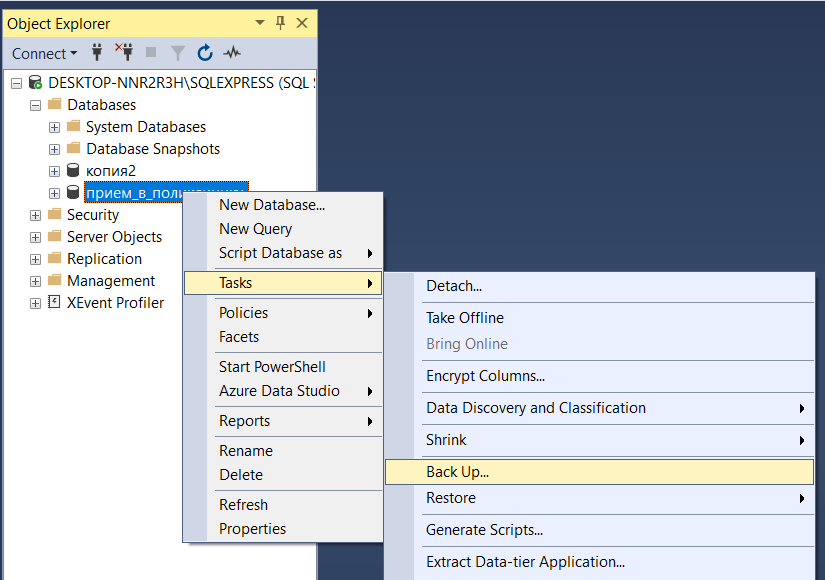 Object Explorer
Connect
DESKTOP-NNR2R3H\SQLEXPRESS (SQL
Databases
System Databases
Database Snapshots
копия2
прием_в_поликлинику
Security
Server Objects
Replication
Management
XEvent Profiler
New Database...
New Query
Script Database as
Tasks
Policies
Facets
Start PowerShell
Azure Data Studio
Reports
Rename
Delete
Refresh
Properties
Detach...
Take Offline
Bring Online
Encrypt Columns...
Data Discovery and Classification
Shrink
Back Up...
Restore
Generate Scripts...
Extract Data-tier Application...